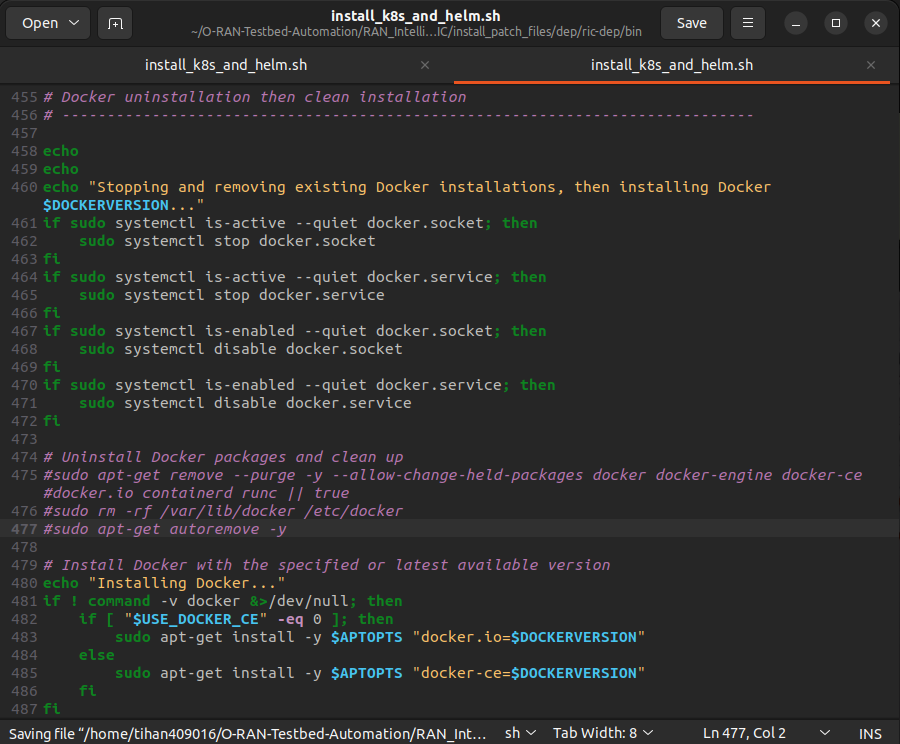 Open
install_k8s_and_helm.sh
~/O-RAN-Testbed-Automation/RAN_Intelli…IC/install_patch_files/dep/ric-dep/bin
Save
install_k8s_and_helm.sh
install_k8s_and_helm.sh
455 # Docker uninstallation then clean installation
456 # -----------------------------------------------------------------------------
457
458 echo
459 echo
460 echo "Stopping and removing existing Docker installations, then installing Docker
$DOCKERVERSION..."
461 if sudo systemctl is-active --quiet docker.socket; then
462     sudo systemctl stop docker.socket
463 fi
464 if sudo systemctl is-active --quiet docker.service; then
465     sudo systemctl stop docker.service
466 fi
467 if sudo systemctl is-enabled --quiet docker.socket; then
468     sudo systemctl disable docker.socket
469 fi
470 if sudo systemctl is-enabled --quiet docker.service; then
471     sudo systemctl disable docker.service
472 fi
473
474 # Uninstall Docker packages and clean up
475 #sudo apt-get remove --purge -y --allow-change-held-packages docker docker-engine docker-ce
#docker.io containerd runc || true
476 #sudo rm -rf /var/lib/docker /etc/docker
477 #sudo apt-get autoremove -y
478
479 # Install Docker with the specified or latest available version
480 echo "Installing Docker..."
481 if ! command -v docker &>/dev/null; then
482     if [ "$USE_DOCKER_CE" -eq 0 ]; then
483         sudo apt-get install -y $APTOPTS "docker.io=$DOCKERVERSION"
484     else
485         sudo apt-get install -y $APTOPTS "docker-ce=$DOCKERVERSION"
486     fi
487 fi
Saving file “/home/tihan409016/O-RAN-Testbed-Automation/RAN_Int…
sh
Tab Width: 8
Ln 477, Col 2
INS